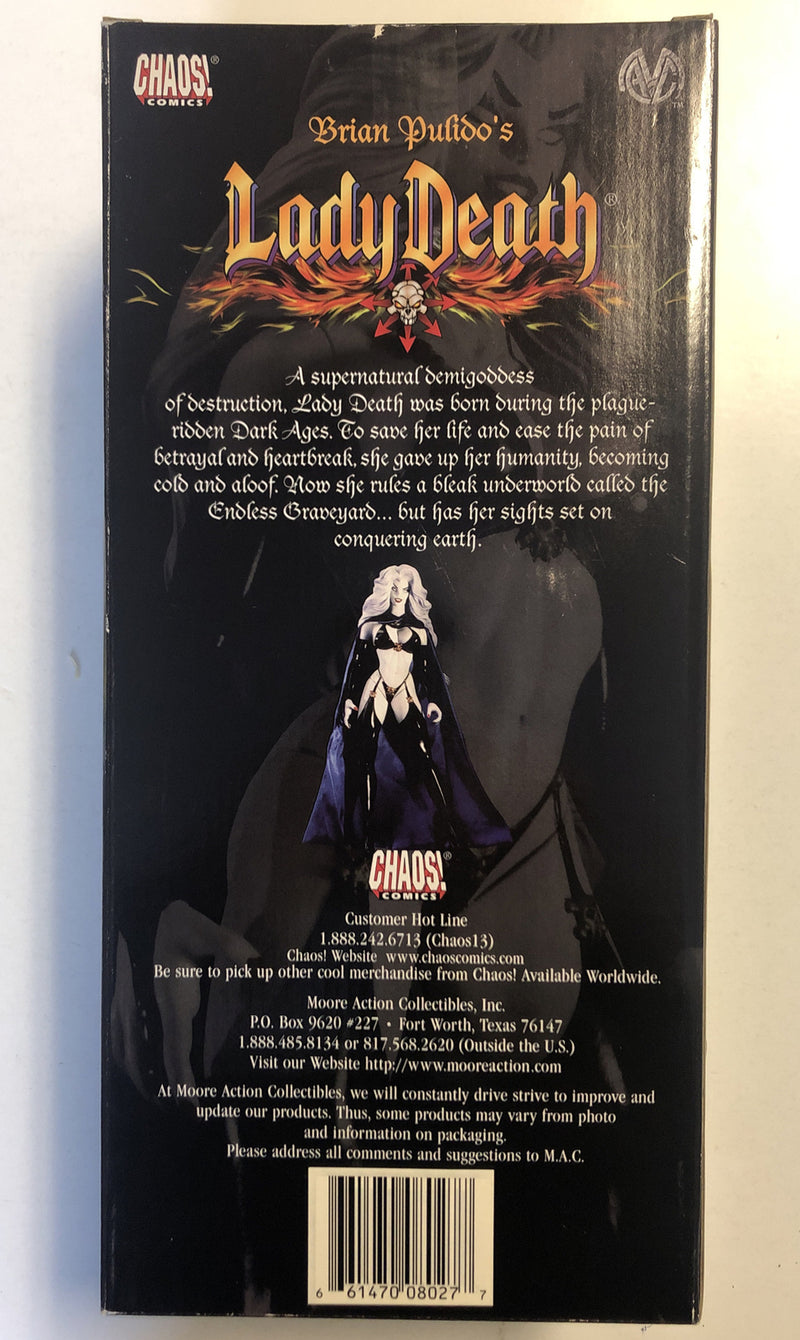 CHAOS!®
COMICS
MAC™
Brian Pulido's
Lady Death®
A supernatural demigoddess
of destruction, Lady Death was born during the plague-
ridden Dark Ages. To save her life and ease the pain of
betrayal and heartbreak, she gave up her humanity, becoming
cold and aloof. Now she rules a bleak underworld called the
Endless Graveyard... but has her sights set on
conquering earth.
CHAOS!®
COMICS
Customer Hot Line
1.888.242.6713 (Chaos13)
Chaos! Website www.chaoscomics.com
Be sure to pick up other cool merchandise from Chaos! Available Worldwide.
Moore Action Collectibles, Inc.
P.O. Box 9620 #227 • Fort Worth, Texas 76147
1.888.485.8134 or 817.568.2620 (Outside the U.S.)
Visit our Website http://www.mooreaction.com
At Moore Action Collectibles, we will constantly drive strive to improve and
update our products. Thus, some products may vary from photo
and information on packaging.
Please address all comments and suggestions to M.A.C.
6 61470 08027 7